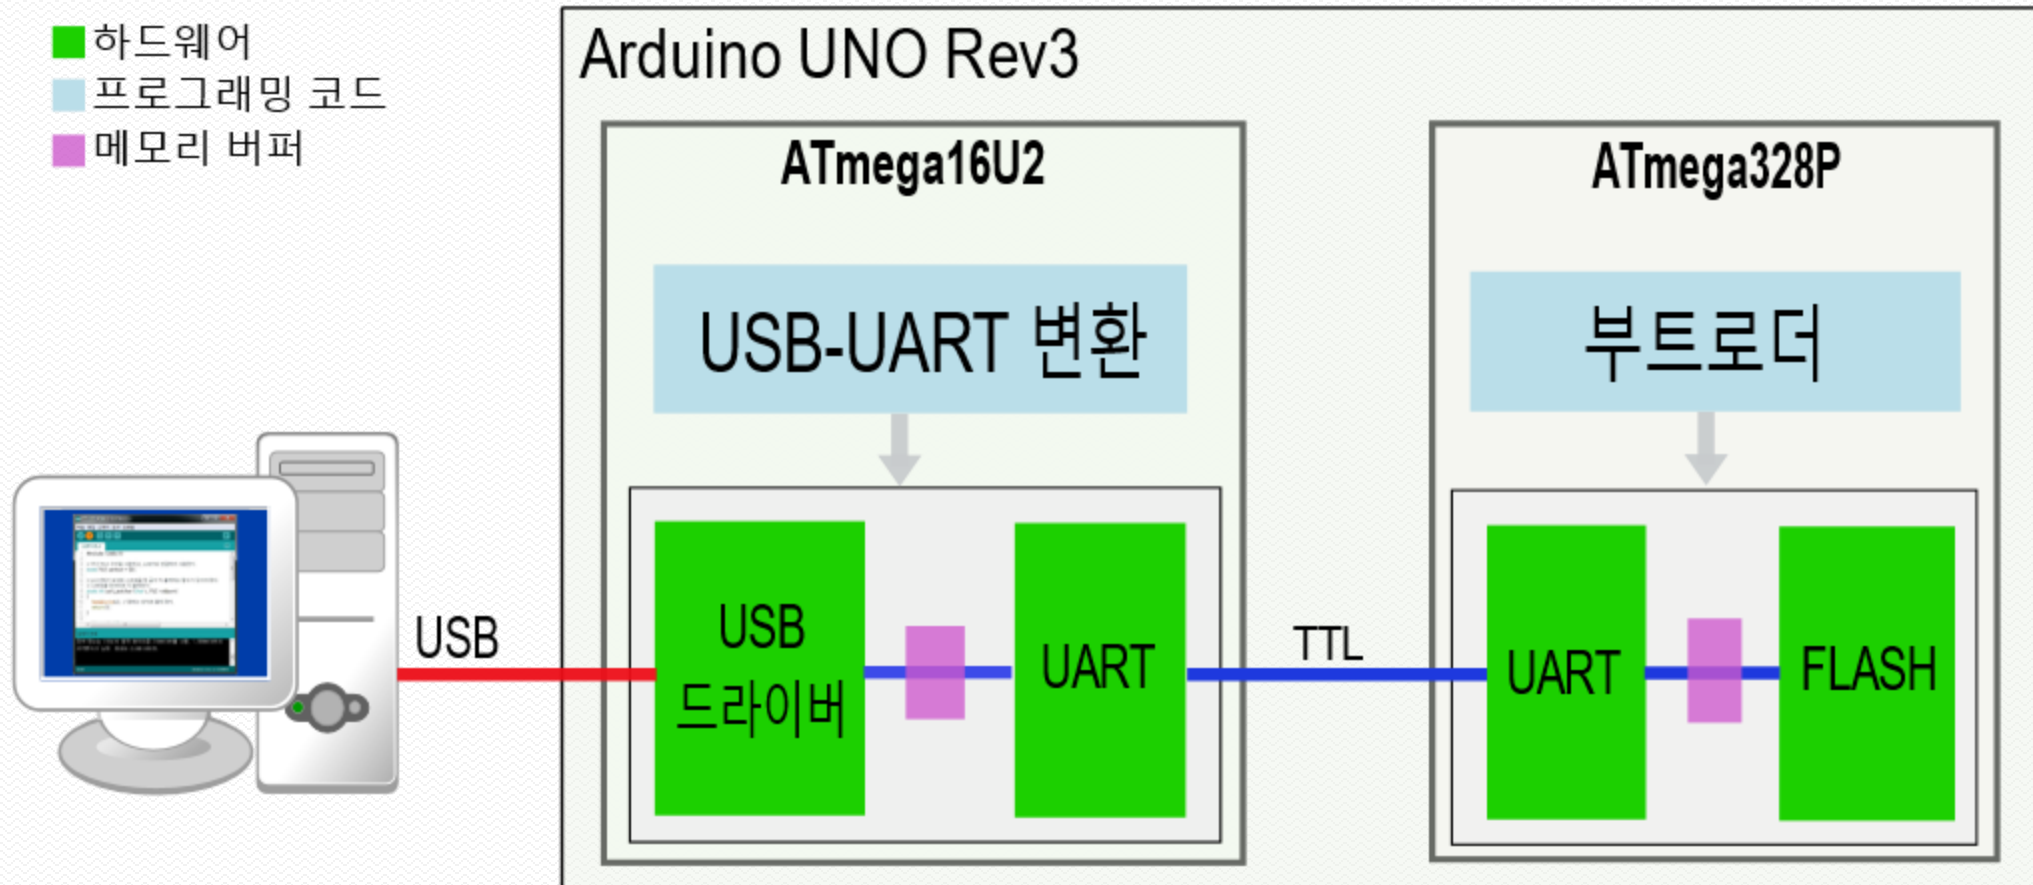 하드웨어
프로그래밍 코드
메모리 버퍼
Arduino UNO Rev3
ATmega16U2
USB-UART 변환
USB
USB
드라이버
UART
TTL
ATmega328P
부트로더
UART
FLASH